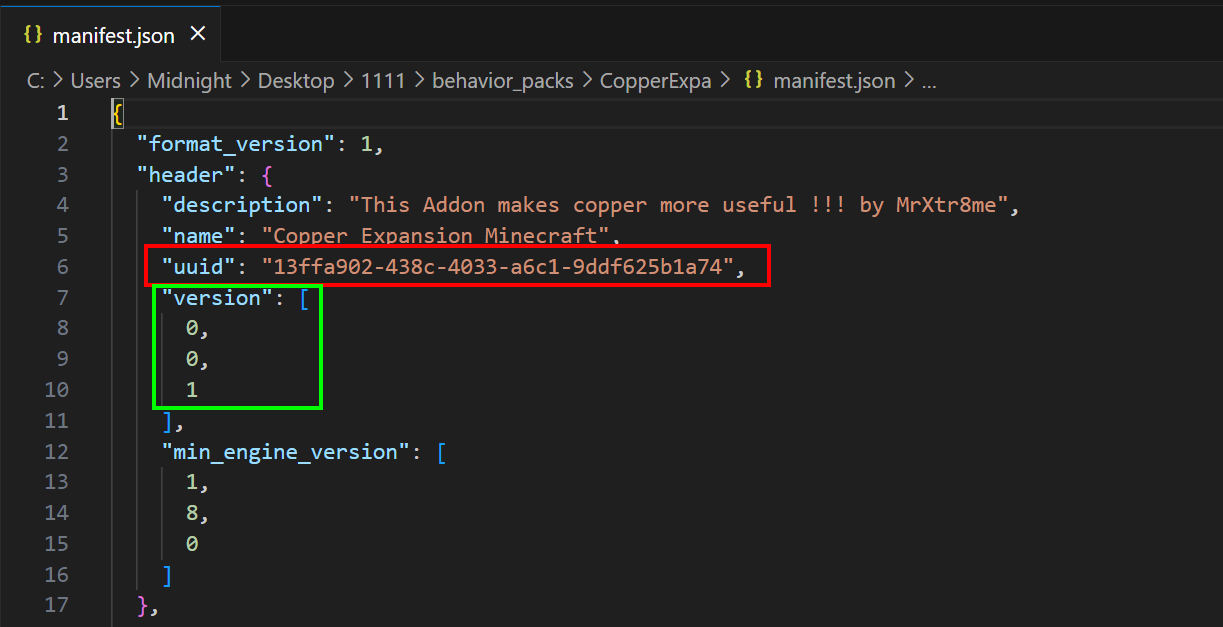 {} manifest.json ×
C: > Users > Midnight > Desktop > 1111 > behavior_packs > CopperExpa > {} manifest.json > ...
1 {
2 "format_version": 1,
3 "header": {
4 "description": "This Addon makes copper more useful !!! by MrXtr8me",
5 "name": "Copper Expansion Minecraft",
6 "uuid": "13ffa902-438c-4033-a6c1-9ddf625b1a74",
7 "version": [
8 0,
9 0,
10 1
11 ],
12 "min_engine_version": [
13 1,
14 8,
15 0
16 ]
17 },